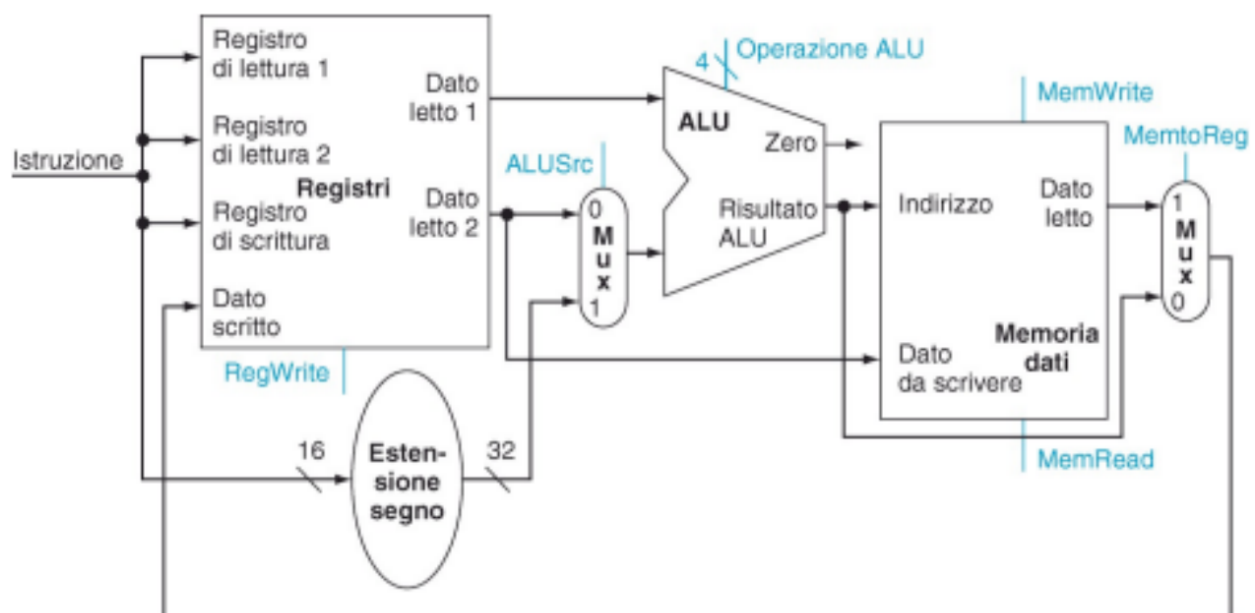 Istruzione
Registro
di lettura 1
Registro
di lettura 2
Registro
di scrittura
Dato
scritto
Registri
Dato
letto 1
Dato
letto 2
RegWrite
16
Esten-
sione
segno
32
ALUSrc
0
M
u
x
1
4
Operazione ALU
ALU
Zero
Risultato
ALU
MemWrite
Indirizzo
Dato
letto
Dato
da scrivere
Memoria
dati
MemRead
MemtoReg
1
M
u
x
0